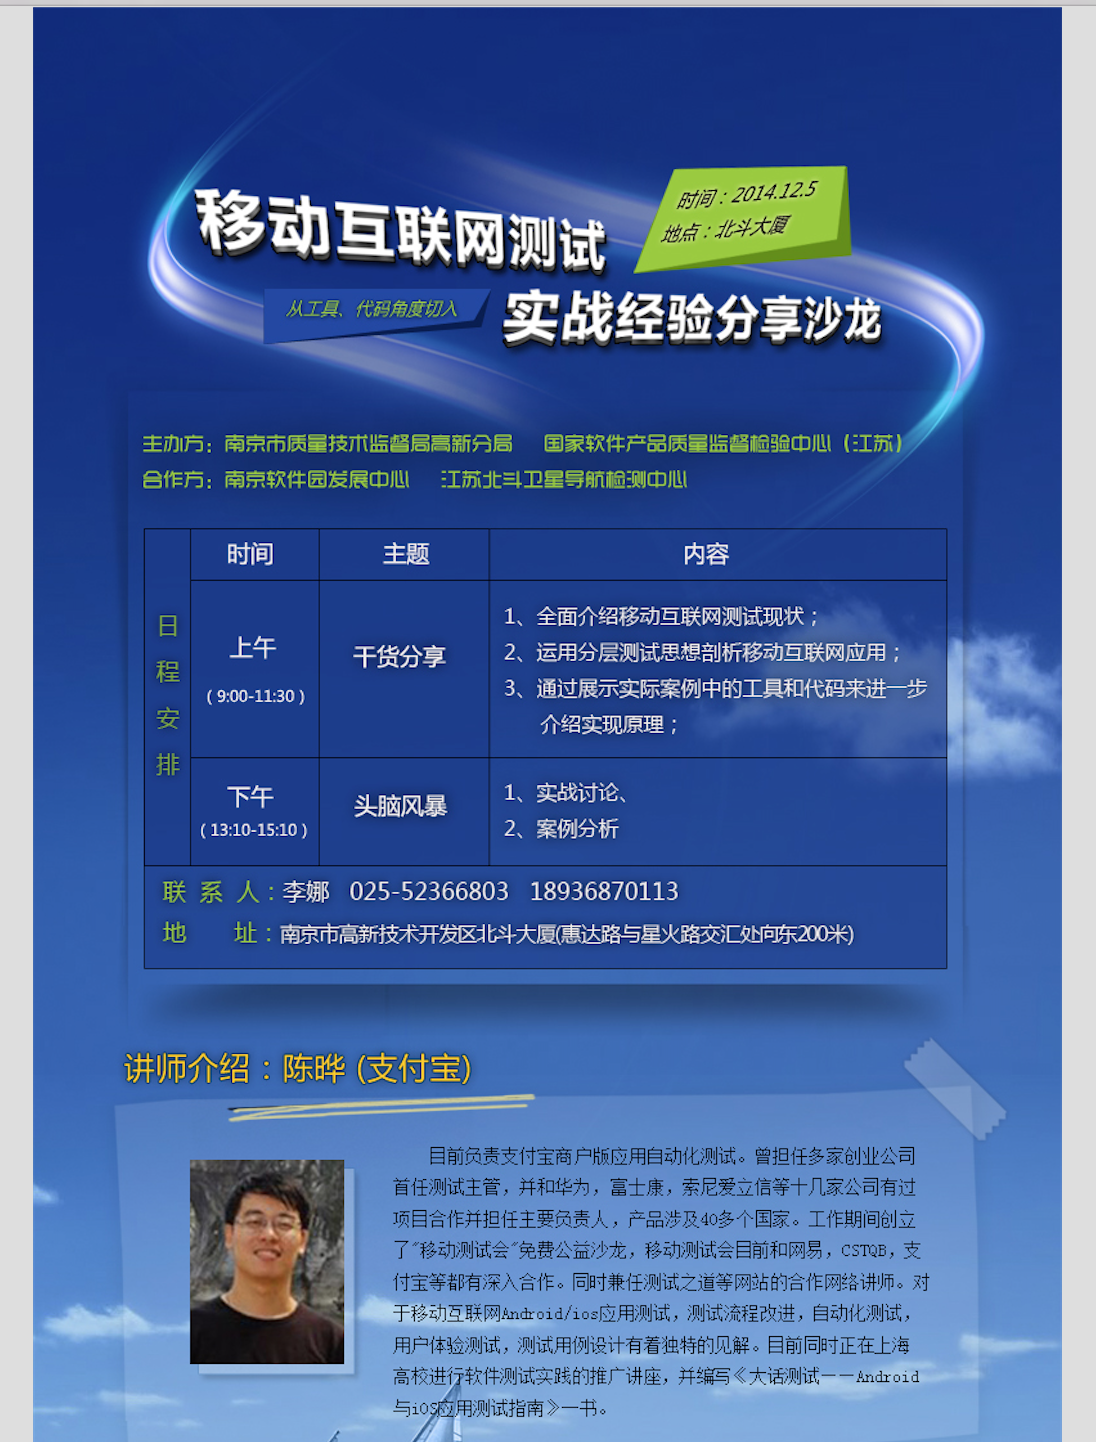 移动互联网测试
时间：2014.12.5
地点：北斗大厦
从工具、代码角度切入
实战经验分享沙龙
主办方：南京市质量技术监督局高新分局 国家软件产品质量监督检验中心（江苏）
合作方：南京软件园发展中心 江苏北斗卫星导航检测中心
日程安排
时间 主题 内容
上午
（9:00-11:30）
干货分享
1、全面介绍移动互联网测试现状；
2、运用分层测试思想剖析移动互联网应用；
3、通过展示实际案例中的工具和代码来进一步
介绍实现原理；
下午
（13:10-15:10）
头脑风暴
1、实战讨论、
2、案例分析
联 系 人：李娜 025-52366803 18936870113
地 址：南京市高新技术开发区北斗大厦(惠达路与星火路交汇处向东200米)
讲师介绍：陈晔 (支付宝)
目前负责支付宝商户版应用自动化测试。曾担任多家创业公司
首任测试主管，并和华为，富士康，索尼爱立信等十几家公司有过
项目合作并担任主要负责人，产品涉及40多个国家。工作期间创立
了"移动测试会"免费公益沙龙，移动测试会目前和网易，CSTQB，支
付宝等都有深入合作。同时兼任测试之道等网站的合作网络讲师。对
于移动互联网Android/ios应用测试，测试流程改进，自动化测试，
用户体验测试，测试用例设计有着独特的见解。目前同时正在上海
高校进行软件测试实践的推广讲座，并编写《大话测试——Android
与iOS应用测试指南》一书。